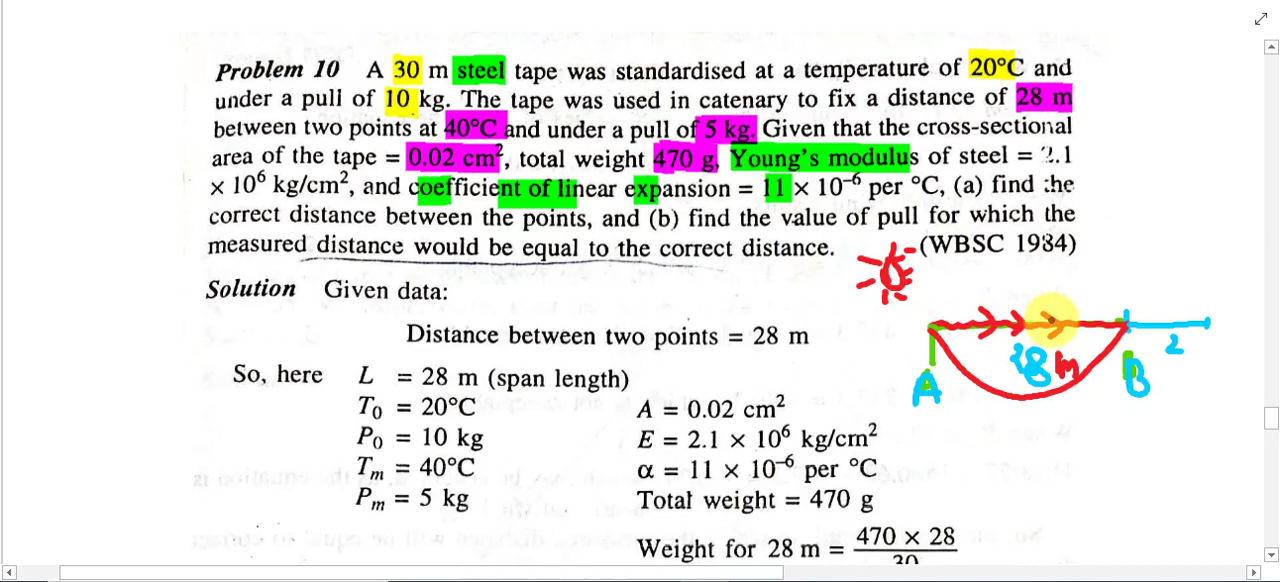 Problem 10 A 30 m steel tape was standardised at a temperature of 20°C and
under a pull of 10 kg. The tape was used in catenary to fix a distance of 28 m
between two points at 40°C and under a pull of 5 kg. Given that the cross-sectional
area of the tape = 0.02 cm², total weight 470 g, Young's modulus of steel = 2.1
× 10⁶ kg/cm², and coefficient of linear expansion = 11 × 10⁻⁶ per °C, (a) find the
correct distance between the points, and (b) find the value of pull for which the
measured distance would be equal to the correct distance. (WBSC 1984)
Solution Given data:
Distance between two points = 28 m
So, here L = 28 m (span length)
T₀ = 20°C A = 0.02 cm²
P₀ = 10 kg E = 2.1 × 10⁶ kg/cm²
Tₘ = 40°C α = 11 × 10⁻⁶ per °C
Pₘ = 5 kg Total weight = 470 g
Weight for 28 m = 470 × 28
30
28 m 2
A B